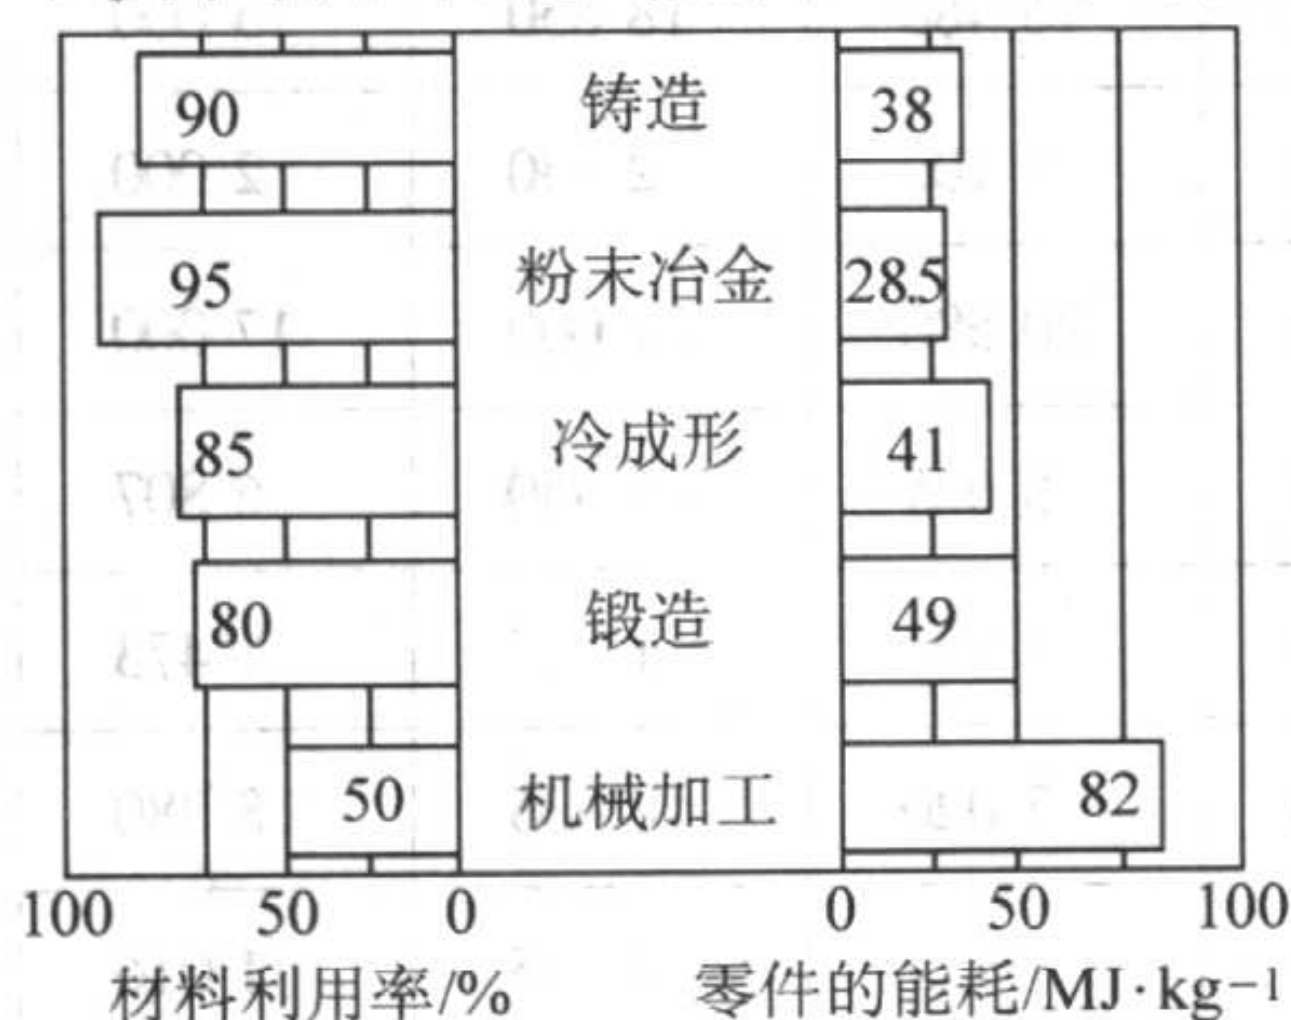 90 铸造 38
95 粉末冶金 28.5
85 冷成形 41
80 锻造 49
50 机械加工 82
100 50 0 0 50 100
材料利用率/% 零件的能耗/MJ·kg⁻¹